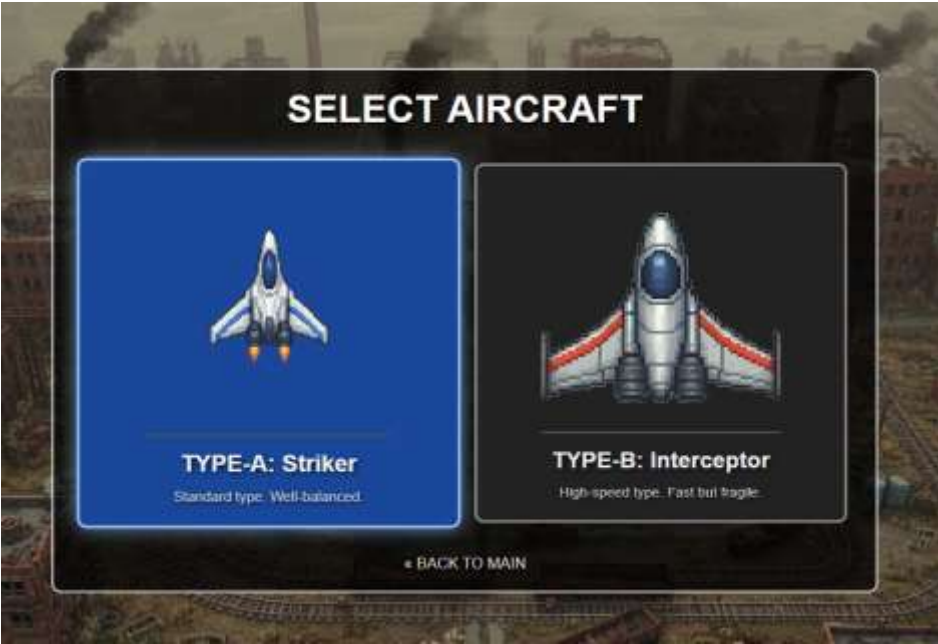 SELECT AIRCRAFT
TYPE-A: Striker
Standard type. Well-balanced.
TYPE-B: Interceptor
High-speed type. Fast but fragile.
« BACK TO MAIN